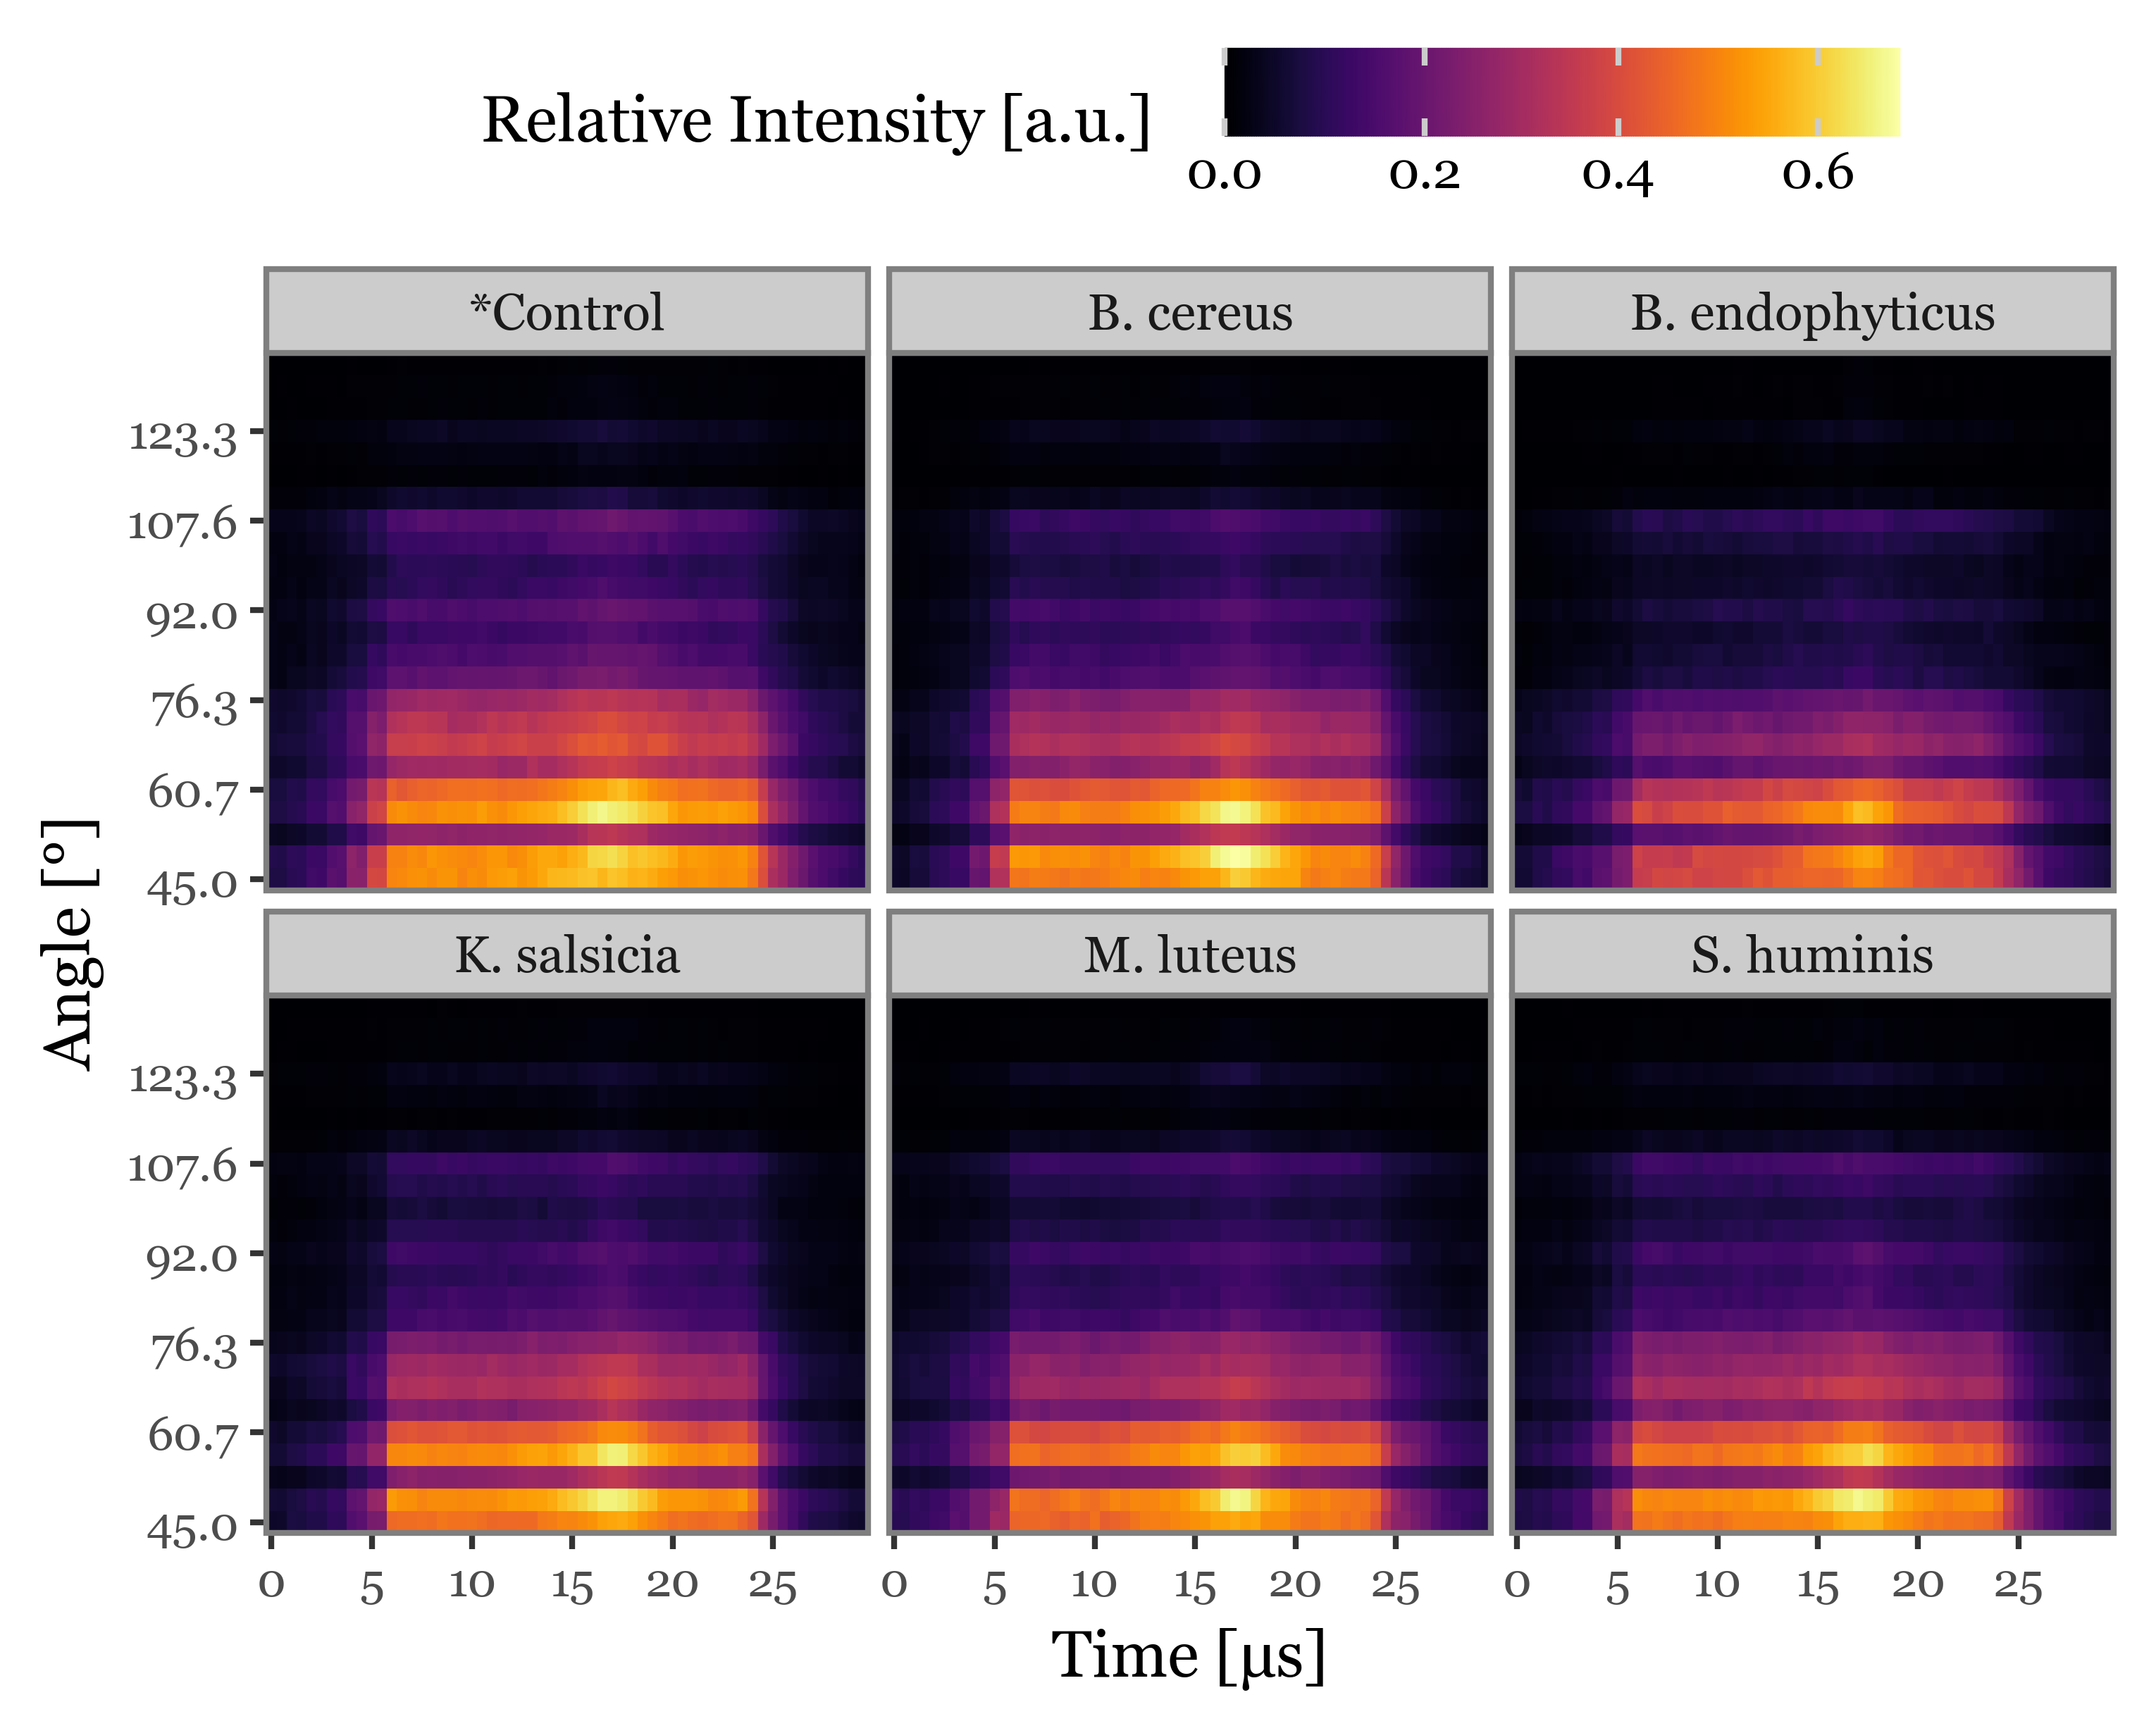 Relative Intensity [a.u.]
0.0 0.2 0.4 0.6
*Control B. cereus B. endophyticus
123.3
107.6
92.0
76.3
60.7
45.0
Angle [°]
K. salsicia M. luteus S. huminis
123.3
107.6
92.0
76.3
60.7
45.0
0 5 10 15 20 25 0 5 10 15 20 25 0 5 10 15 20 25
Time [µs]